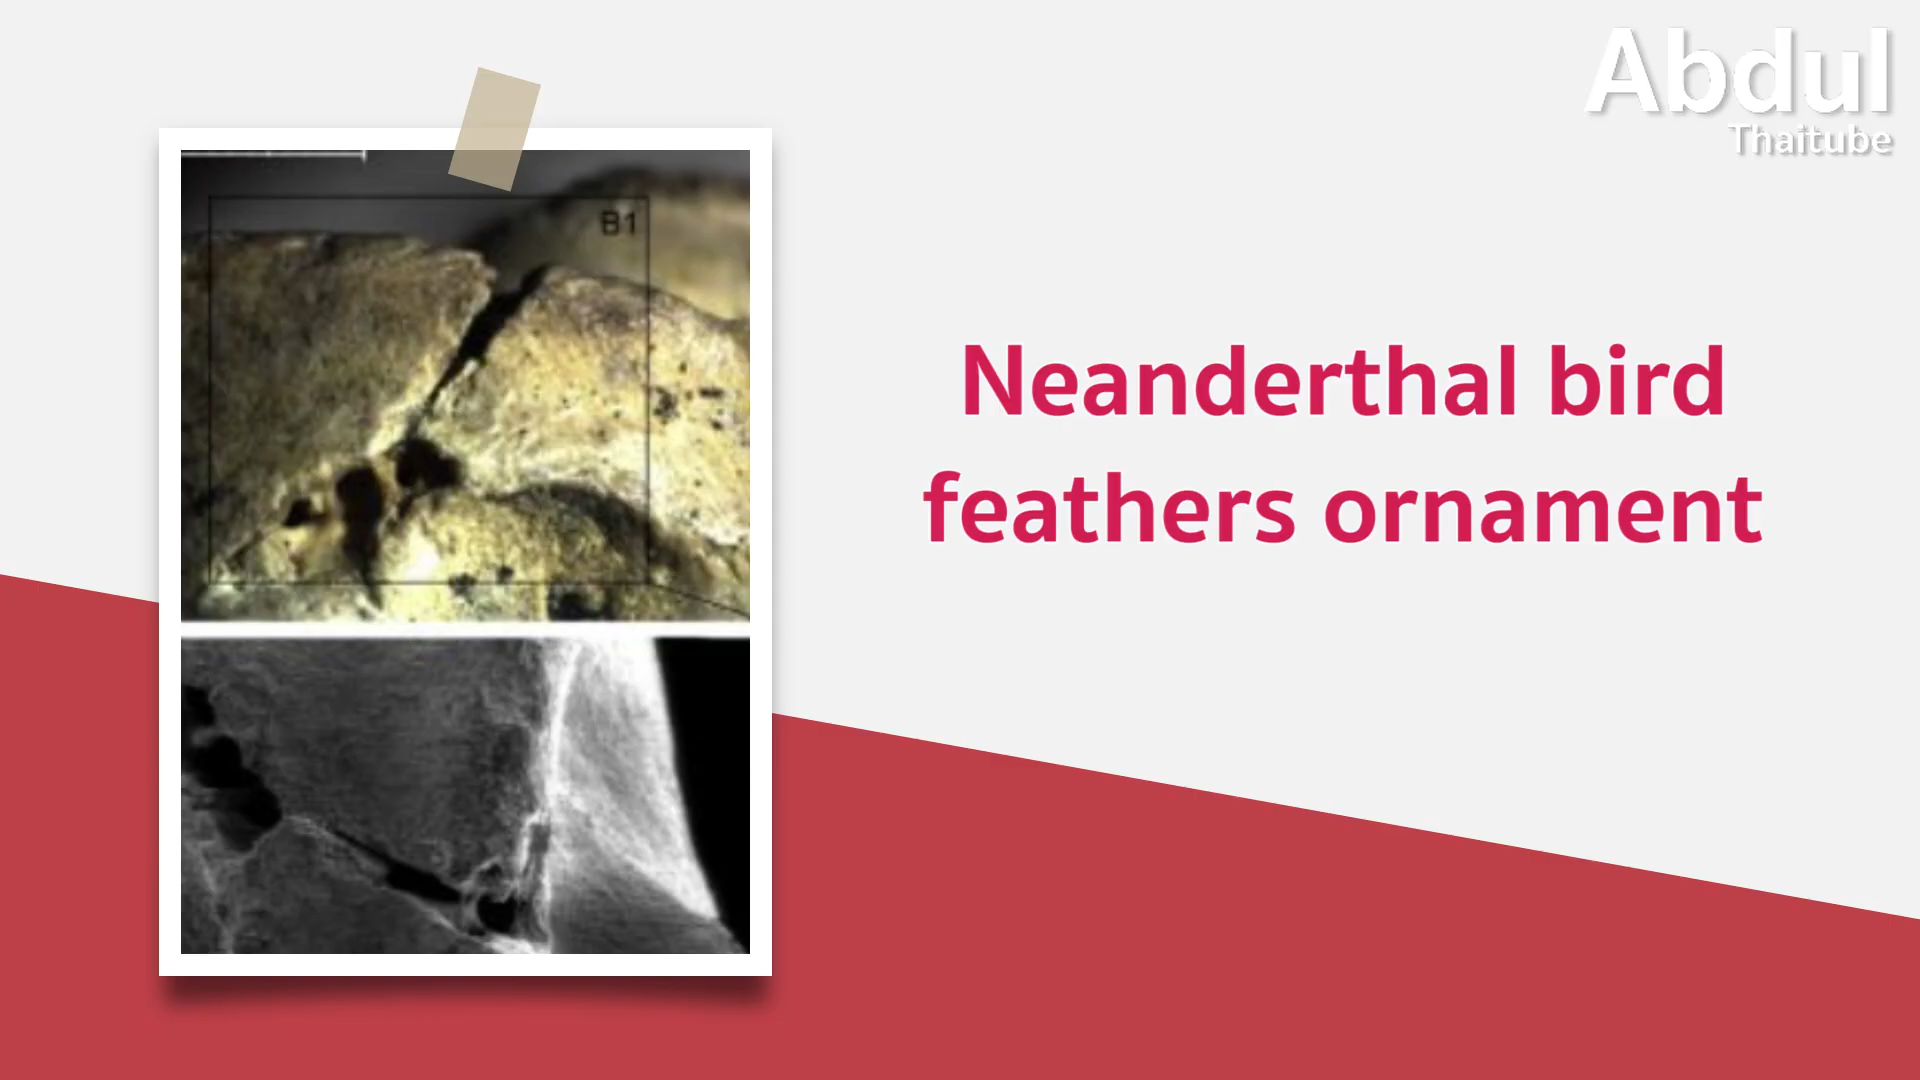 Abdul
Thaitube
B1
Neanderthal bird
feathers ornament